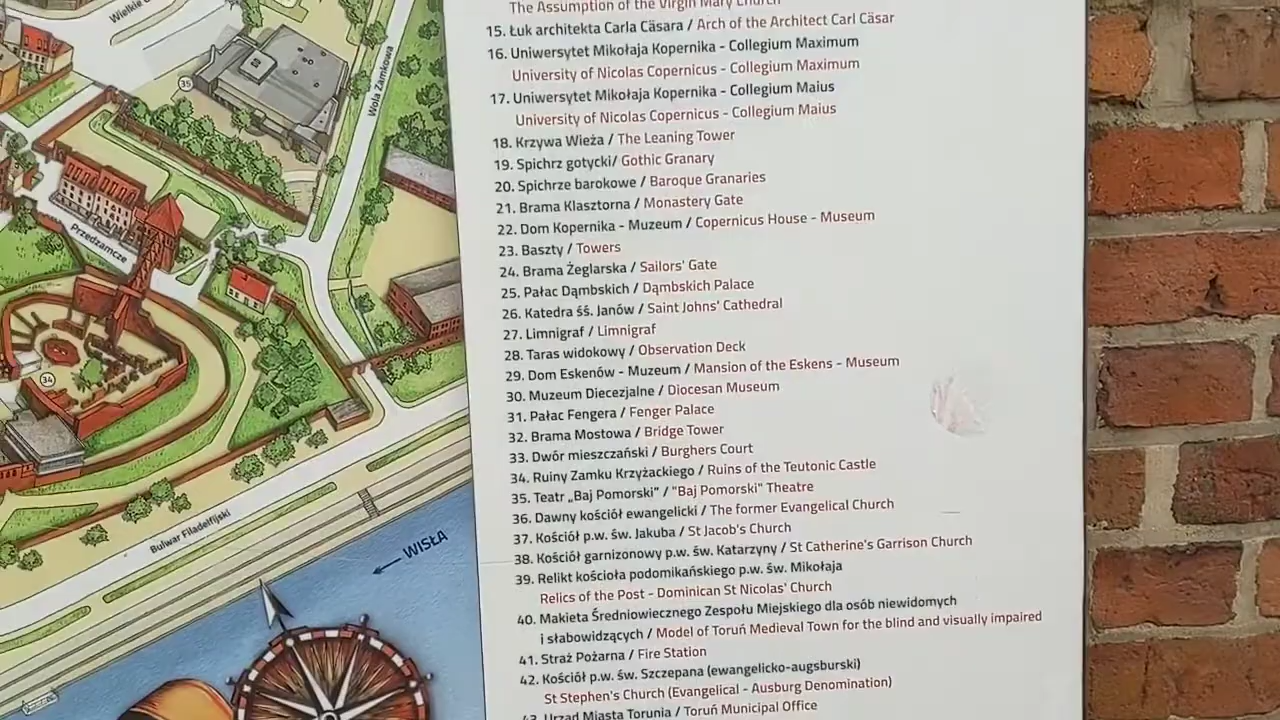 The Assumption of the Virgin Mary Church
15. Łuk architekta Carla Cäsara / Arch of the Architect Carl Cäsar
16. Uniwersytet Mikołaja Kopernika - Collegium Maximum
University of Nicolas Copernicus - Collegium Maximum
17. Uniwersytet Mikołaja Kopernika - Collegium Maius
University of Nicolas Copernicus - Collegium Maius
18. Krzywa Wieża / The Leaning Tower
19. Spichrz gotycki/ Gothic Granary
20. Spichrze barokowe / Baroque Granaries
21. Brama Klasztorna / Monastery Gate
22. Dom Kopernika - Muzeum / Copernicus House - Museum
23. Baszty / Towers
24. Brama Żeglarska / Sailors' Gate
25. Pałac Dąmbskich / Dąmbskich Palace
26. Katedra śś. Janów / Saint Johns' Cathedral
27. Limnigraf / Limnigraf
28. Taras widokowy / Observation Deck
29. Dom Eskenów - Muzeum / Mansion of the Eskens - Museum
30. Muzeum Diecezjalne / Diocesan Museum
31. Pałac Fengera / Fenger Palace
32. Brama Mostowa / Bridge Tower
33. Dwór mieszczański / Burghers Court
34. Ruiny Zamku Krzyżackiego / Ruins of the Teutonic Castle
35. Teatr „Baj Pomorski" / "Baj Pomorski" Theatre
36. Dawny kościół ewangelicki / The former Evangelical Church
37. Kościół p.w. św. Jakuba / St Jacob's Church
38. Kościół garnizonowy p.w. św. Katarzyny / St Catherine's Garrison Church
39. Relikt kościoła podomikańskiego p.w. św. Mikołaja
Relics of the Post - Dominican St Nicolas' Church
40. Makieta Średniowiecznego Zespołu Miejskiego dla osób niewidomych
i słabowidzących / Model of Toruń Medieval Town for the blind and visually impaired
41. Straż Pożarna / Fire Station
42. Kościół p.w. św. Szczepana (ewangelicko-augsburski)
St Stephen's Church (Evangelical - Ausburg Denomination)
43. Urząd Miasta Torunia / Toruń Municipal Office
Wielkie
35
Wola Zamkowa
Przedzamcze
34
Bulwar Filadelfijski
WISŁA